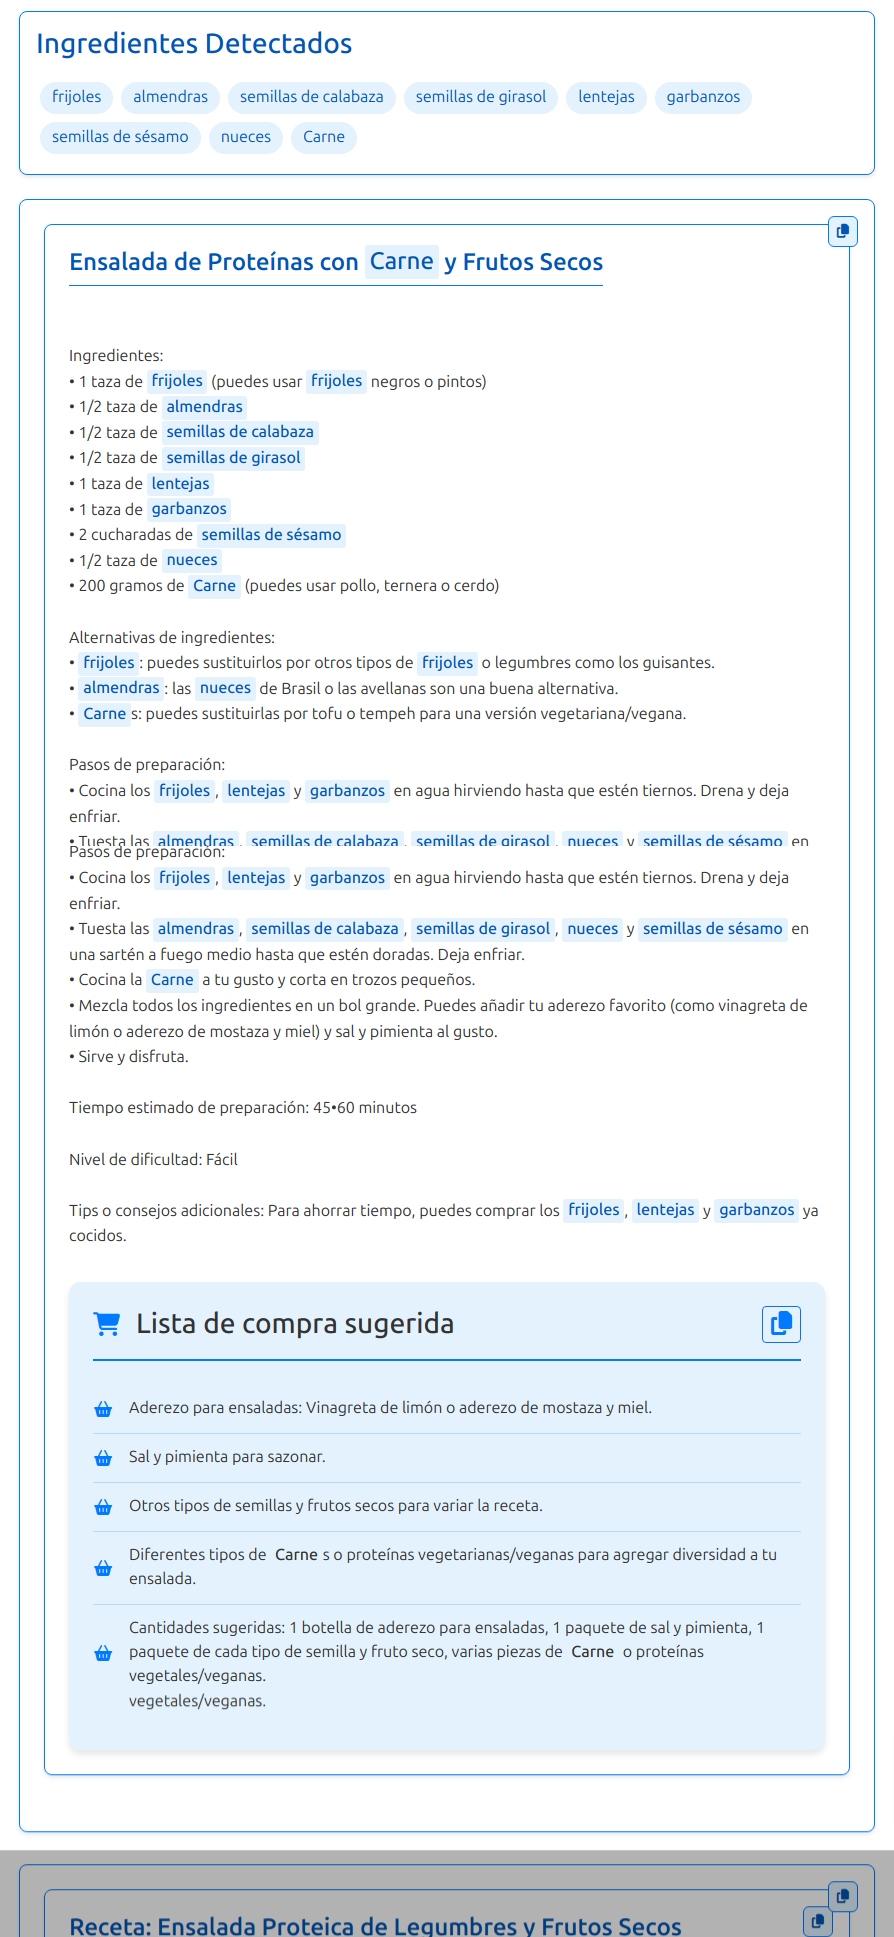 Ingredientes Detectados
frijoles almendras semillas de calabaza semillas de girasol lentejas garbanzos
semillas de sésamo nueces Carne
Ensalada de Proteínas con Carne y Frutos Secos
Ingredientes:
• 1 taza de frijoles (puedes usar frijoles negros o pintos)
• 1/2 taza de almendras
• 1/2 taza de semillas de calabaza
• 1/2 taza de semillas de girasol
• 1 taza de lentejas
• 1 taza de garbanzos
• 2 cucharadas de semillas de sésamo
• 1/2 taza de nueces
• 200 gramos de Carne (puedes usar pollo, ternera o cerdo)
Alternativas de ingredientes:
• frijoles : puedes sustituirlos por otros tipos de frijoles o legumbres como los guisantes.
• almendras : las nueces de Brasil o las avellanas son una buena alternativa.
• Carne s: puedes sustituirlas por tofu o tempeh para una versión vegetariana/vegana.
Pasos de preparación:
• Cocina los frijoles , lentejas y garbanzos en agua hirviendo hasta que estén tiernos. Drena y deja
enfriar.
• Tuesta las almendras , semillas de calabaza , semillas de girasol , nueces y semillas de sésamo en
Pasos de preparación:
• Cocina los frijoles , lentejas y garbanzos en agua hirviendo hasta que estén tiernos. Drena y deja
enfriar.
• Tuesta las almendras , semillas de calabaza , semillas de girasol , nueces y semillas de sésamo en
una sartén a fuego medio hasta que estén doradas. Deja enfriar.
• Cocina la Carne a tu gusto y corta en trozos pequeños.
• Mezcla todos los ingredientes en un bol grande. Puedes añadir tu aderezo favorito (como vinagreta de
limón o aderezo de mostaza y miel) y sal y pimienta al gusto.
• Sirve y disfruta.
Tiempo estimado de preparación: 45•60 minutos
Nivel de dificultad: Fácil
Tips o consejos adicionales: Para ahorrar tiempo, puedes comprar los frijoles , lentejas y garbanzos ya
cocidos.
Lista de compra sugerida
Aderezo para ensaladas: Vinagreta de limón o aderezo de mostaza y miel.
Sal y pimienta para sazonar.
Otros tipos de semillas y frutos secos para variar la receta.
Diferentes tipos de Carne s o proteínas vegetarianas/veganas para agregar diversidad a tu
ensalada.
Cantidades sugeridas: 1 botella de aderezo para ensaladas, 1 paquete de sal y pimienta, 1
paquete de cada tipo de semilla y fruto seco, varias piezas de Carne o proteínas
vegetales/veganas.
vegetales/veganas.
Receta: Ensalada Proteica de Legumbres y Frutos Secos